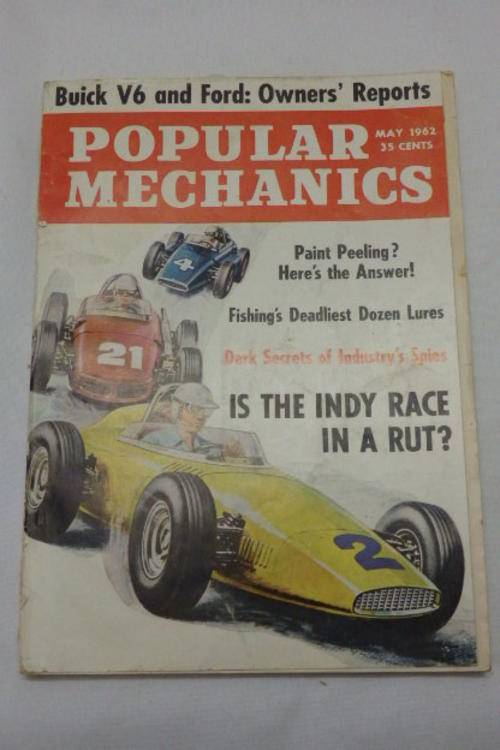 Buick V6 and Ford: Owners' Reports
POPULAR
MAY 1962
35 CENTS
MECHANICS
4
Paint Peeling?
Here's the Answer!
Fishing's Deadliest Dozen Lures
21
Dark Secrets of Industry's Spies
IS THE INDY RACE
IN A RUT?
2